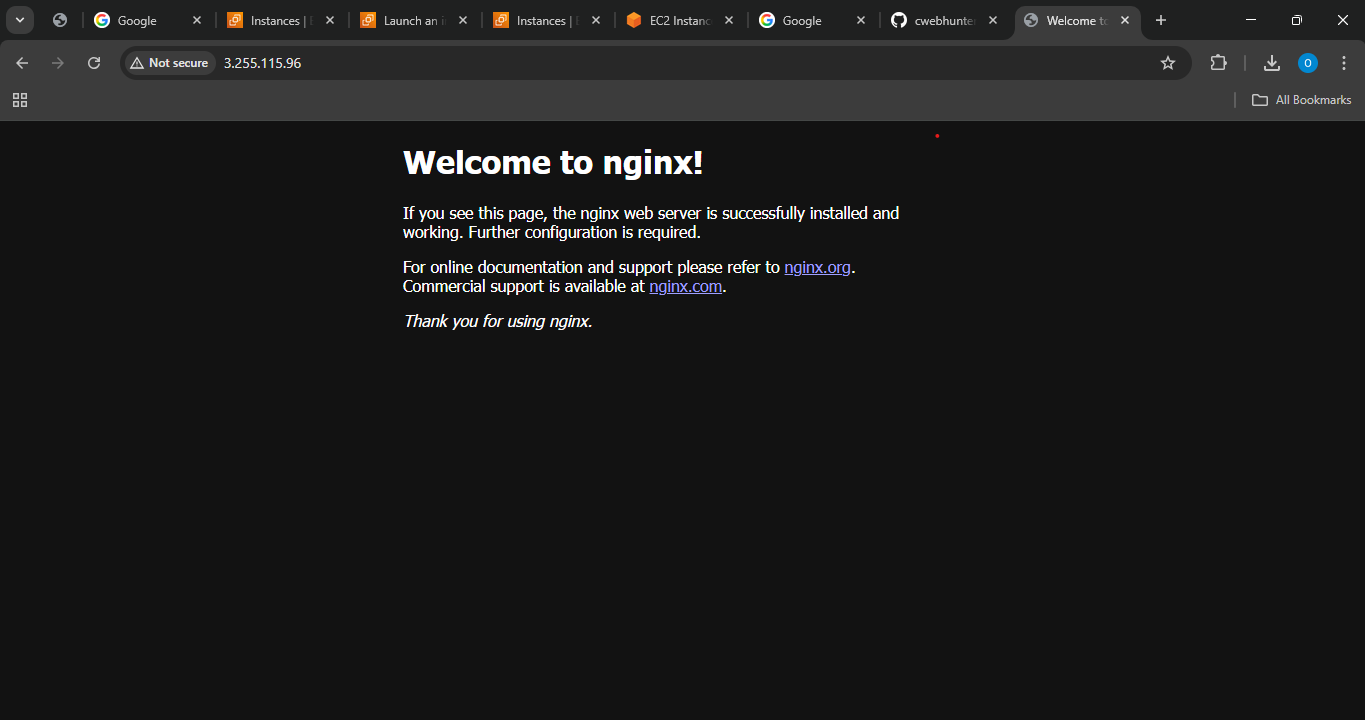 Google
Instances |
Launch an i
Instances |
EC2 Instanc
Google
cwebhunte
Welcome to
Not secure
3.255.115.96
O
All Bookmarks
Welcome to nginx!
If you see this page, the nginx web server is successfully installed and
working. Further configuration is required.
For online documentation and support please refer to nginx.org.
Commercial support is available at nginx.com.
Thank you for using nginx.